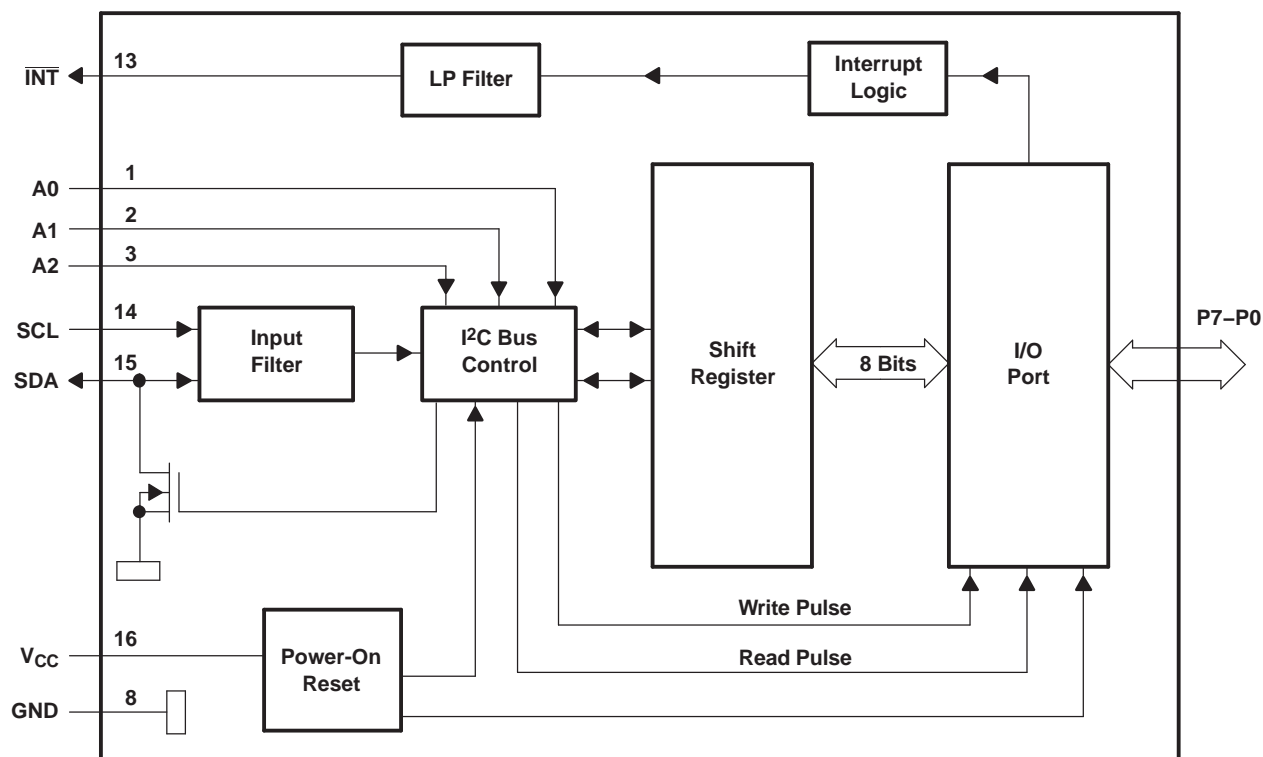 INT
13
LP Filter
Interrupt
Logic
A0
1
A1
2
A2
3
SCL
14
SDA
15
Input
Filter
I2C Bus
Control
Shift
Register
8 Bits
I/O
Port
P7–P0
Write Pulse
Read Pulse
VCC
16
GND
8
Power-On
Reset